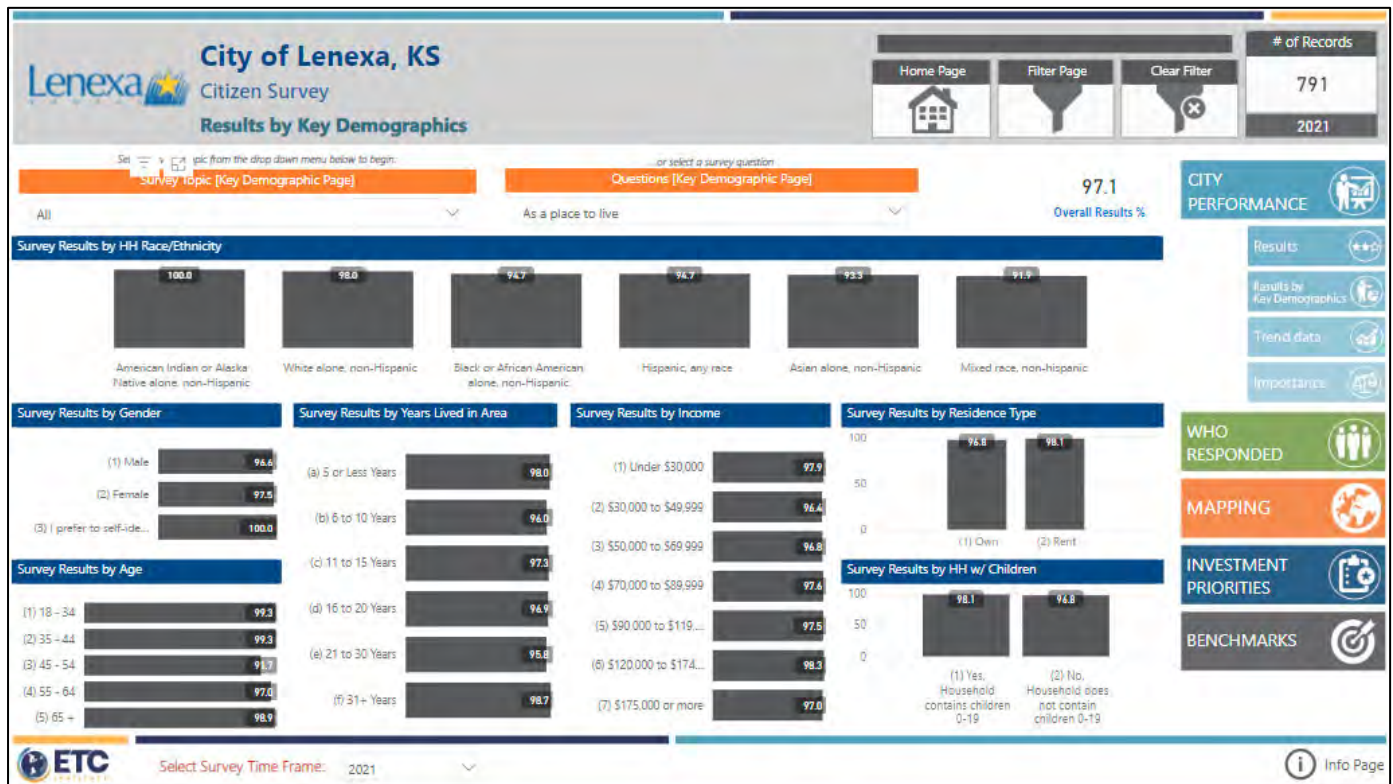 City of Lenexa, KS
Lenexa
Citizen Survey
Results by Key Demographics
Home Page
Filter Page
Clear Filter
# of Records
791
2021
pic from the drop down menu below to begin.
...or select a survey question
Survey Topic [Key Demographic Page]
Questions [Key Demographic Page]
All
As a place to live
97.1
Overall Results %
CITY
PERFORMANCE
Results
Results by
Key Demographics
Trend data
Importance
WHO
RESPONDED
MAPPING
INVESTMENT
PRIORITIES
BENCHMARKS
Survey Results by HH Race/Ethnicity
100.0
98.0
94.7
94.7
93.3
91.9
American Indian or Alaska
Native alone, non-Hispanic
White alone, non-Hispanic
Black or African American
alone, non-Hispanic
Hispanic, any race
Asian alone, non-Hispanic
Mixed race, non-hispanic
Survey Results by Gender
(1) Male 96.6
(2) Female 97.5
(3) I prefer to self-ide... 100.0
Survey Results by Age
(1) 18 - 34 99.3
(2) 35 - 44 99.3
(3) 45 - 54 91.7
(4) 55 - 64 97.0
(5) 65 + 98.9
Survey Results by Years Lived in Area
(a) 5 or Less Years 98.0
(b) 6 to 10 Years 96.0
(c) 11 to 15 Years 97.3
(d) 16 to 20 Years 96.9
(e) 21 to 30 Years 95.8
(f) 31+ Years 98.7
Survey Results by Income
(1) Under $30,000 97.9
(2) $30,000 to $49,999 96.4
(3) $50,000 to $69,999 96.8
(4) $70,000 to $89,999 97.6
(5) $90,000 to $119,... 97.5
(6) $120,000 to $174,... 98.3
(7) $175,000 or more 97.0
Survey Results by Residence Type
100
50
0
96.8
98.1
(1) Own
(2) Rent
Survey Results by HH w/ Children
100
50
0
98.1
96.8
(1) Yes,
Household
contains children
0-19
(2) No,
Household does
not contain
children 0-19
ETC
INSTITUTE
Select Survey Time Frame: 2021
Info Page